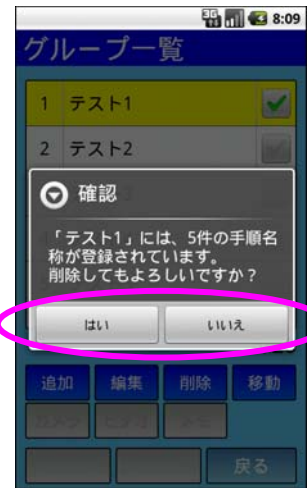 3G
8:09
グループ一覧
1 テスト1
2 テスト2
確認
「テスト1」には、5件の手順名
称が登録されています。
削除してもよろしいですか？
はい いいえ
追加 編集 削除 移動
戻る